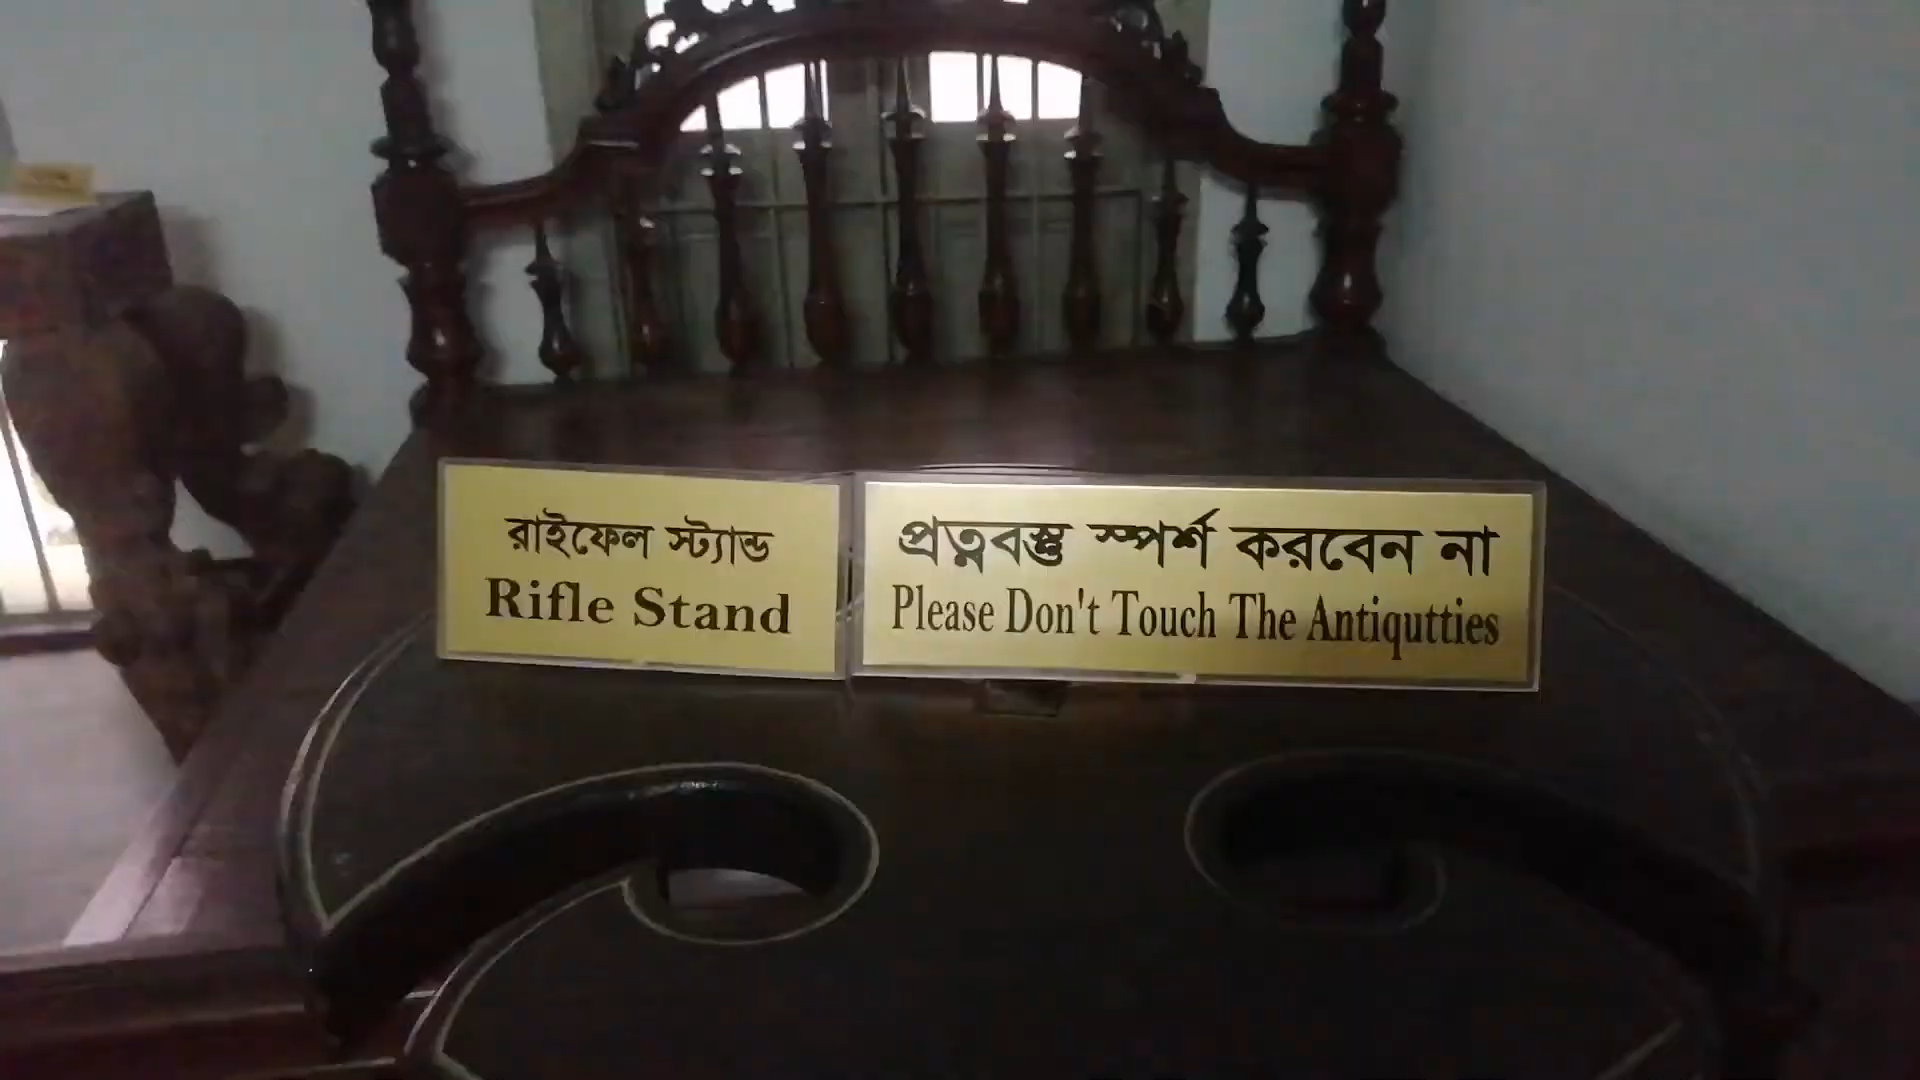 রাইফেল স্ট্যান্ড
Rifle Stand
প্রত্নবস্তু স্পর্শ করবেন না
Please Don't Touch The Antiqutties